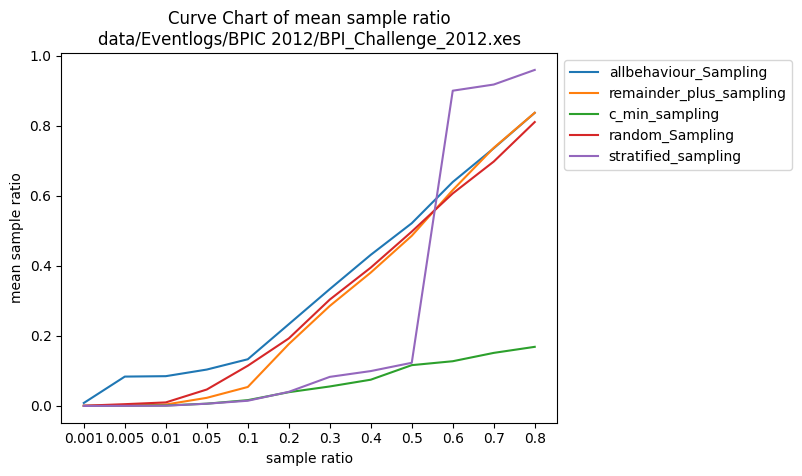 Curve Chart of mean sample ratio
data/Eventlogs/BPIC 2012/BPI_Challenge_2012.xes
mean sample ratio
1.0
0.8
0.6
0.4
0.2
0.0
0.001 0.005 0.01 0.05 0.1 0.2 0.3 0.4 0.5 0.6 0.7 0.8
sample ratio
allbehaviour_Sampling
remainder_plus_sampling
c_min_sampling
random_Sampling
stratified_sampling